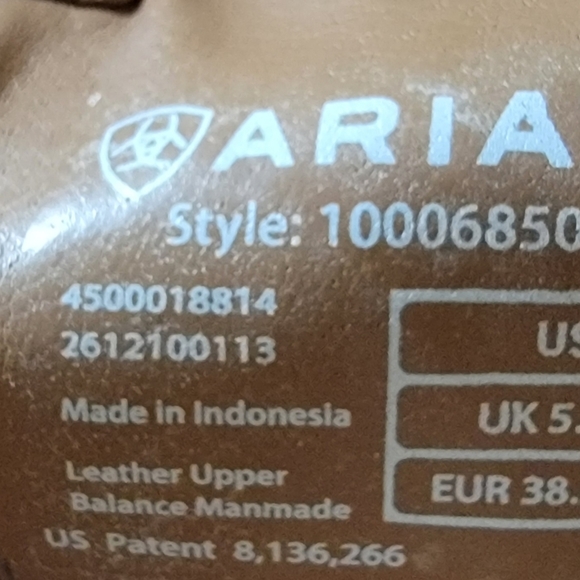 ARIA
Style: 10006850
4500018814
2612100113
Made in Indonesia
Leather Upper
Balance Manmade
US Patent 8,136,266
US
UK 5.
EUR 38.